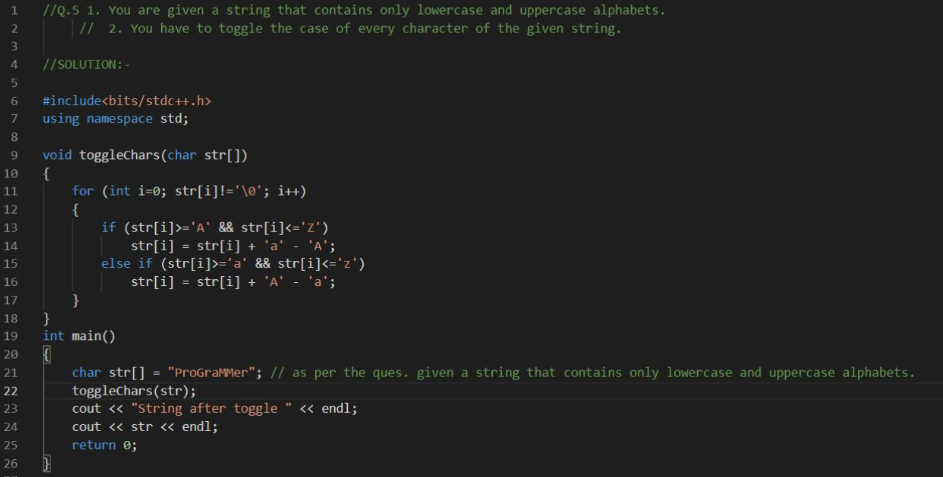 1 //Q.5 1. You are given a string that contains only lowercase and uppercase alphabets.
2 // 2. You have to toggle the case of every character of the given string.
3
4 //SOLUTION:-
5
6 #include<bits/stdc++.h>
7 using namespace std;
8
9 void toggleChars(char str[])
10 {
11 for (int i=0; str[i]!='\0'; i++)
12 {
13 if (str[i]>='A' && str[i]<='Z')
14 str[i] = str[i] + 'a' - 'A';
15 else if (str[i]>='a' && str[i]<='z')
16 str[i] = str[i] + 'A' - 'a';
17 }
18 }
19 int main()
20 {
21 char str[] = "ProGraMMer"; // as per the ques. given a string that contains only lowercase and uppercase alphabets.
22 toggleChars(str);
23 cout << "String after toggle " << endl;
24 cout << str << endl;
25 return 0;
26 }